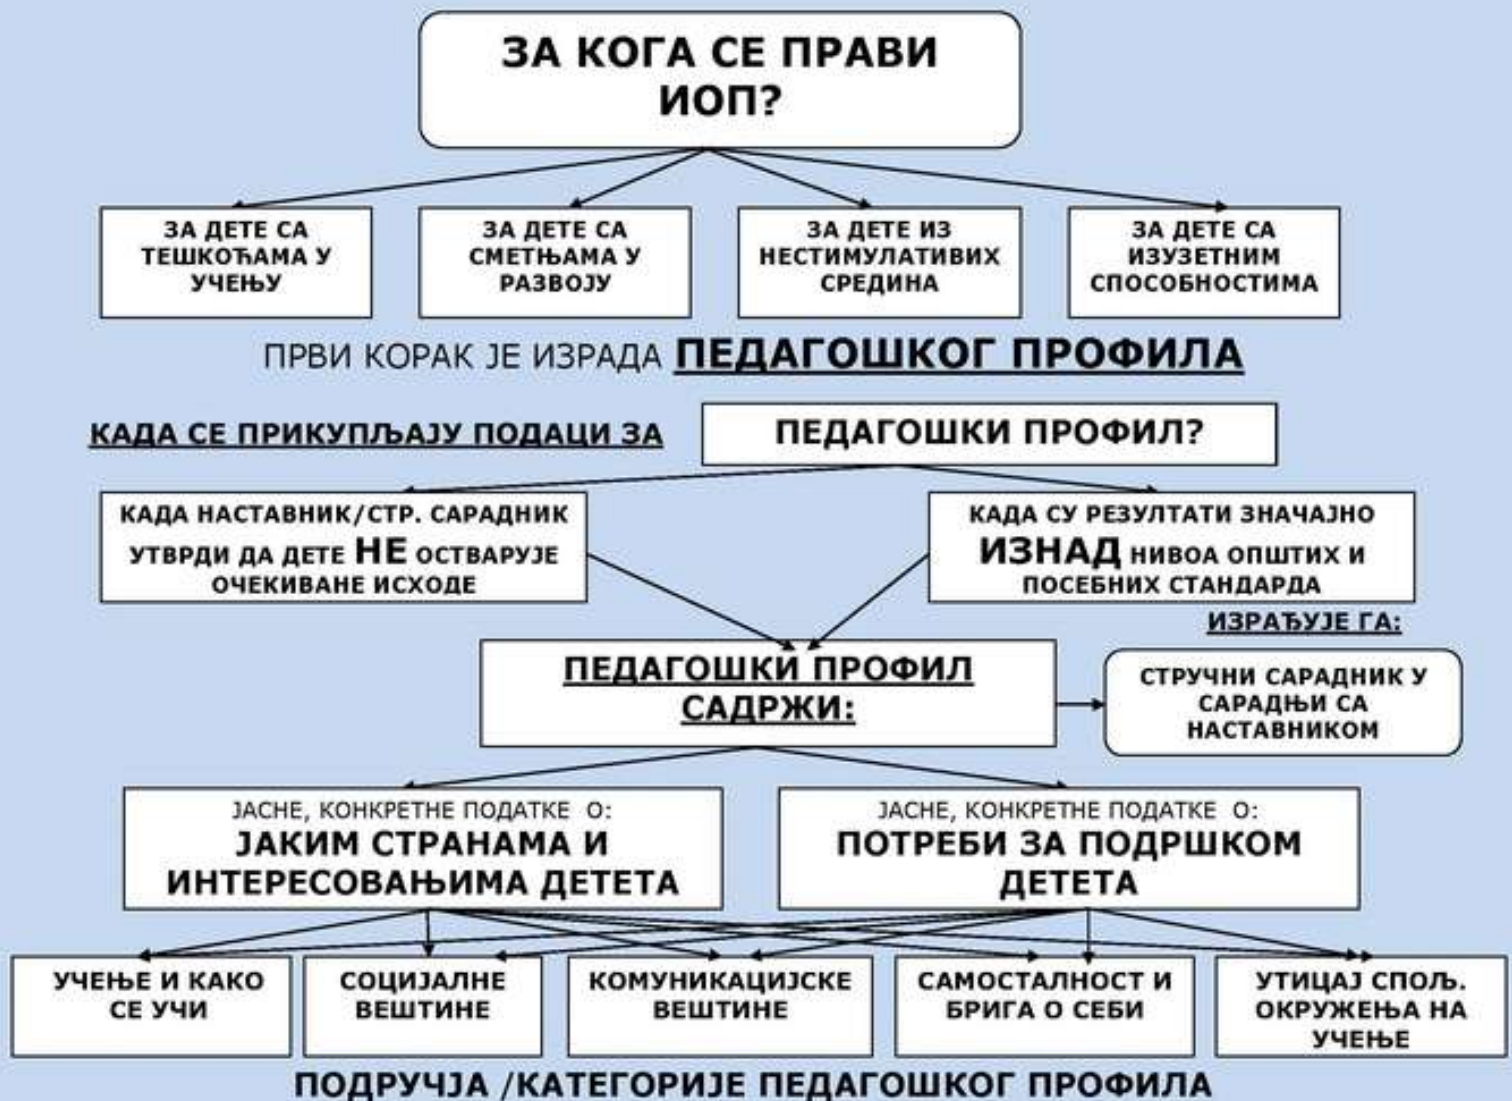 ЗА КОГА СЕ ПРАВИ
ИОП?
ЗА ДЕТЕ СА
ТЕШКОЋАМА У
УЧЕЊУ
ЗА ДЕТЕ СА
СМЕТЊАМА У
РАЗВОЈУ
ЗА ДЕТЕ ИЗ
НЕСТИМУЛАТИВИХ
СРЕДИНА
ЗА ДЕТЕ СА
ИЗУЗЕТНИМ
СПОСОБНОСТИМА
ПРВИ КОРАК ЈЕ ИЗРАДА ПЕДАГОШКОГ ПРОФИЛА
КАДА СЕ ПРИКУПЉАЈУ ПОДАЦИ ЗА
ПЕДАГОШКИ ПРОФИЛ?
КАДА НАСТАВНИК/СТР. САРАДНИК
УТВРДИ ДА ДЕТЕ НЕ ОСТВАРУЈЕ
ОЧЕКИВАНЕ ИСХОДЕ
КАДА СУ РЕЗУЛТАТИ ЗНАЧАЈНО
ИЗНАД НИВОА ОПШТИХ И
ПОСЕБНИХ СТАНДАРДА
ИЗРАЂУЈЕ ГА:
ПЕДАГОШКИ ПРОФИЛ
САДРЖИ:
СТРУЧНИ САРАДНИК У
САРАДЊИ СА
НАСТАВНИКОМ
ЈАСНЕ, КОНКРЕТНЕ ПОДАТКЕ О:
ЈАКИМ СТРАНАМА И
ИНТЕРЕСОВАЊИМА ДЕТЕТА
ЈАСНЕ, КОНКРЕТНЕ ПОДАТКЕ О:
ПОТРЕБИ ЗА ПОДРШКОМ
ДЕТЕТА
УЧЕЊЕ И КАКО
СЕ УЧИ
СОЦИЈАЛНЕ
ВЕШТИНЕ
КОМУНИКАЦИЈСКЕ
ВЕШТИНЕ
САМОСТАЛНОСТ И
БРИГА О СЕБИ
УТИЦАЈ СПОЉ.
ОКРУЖЕЊА НА
УЧЕЊЕ
ПОДРУЧЈА /КАТЕГОРИЈЕ ПЕДАГОШКОГ ПРОФИЛА